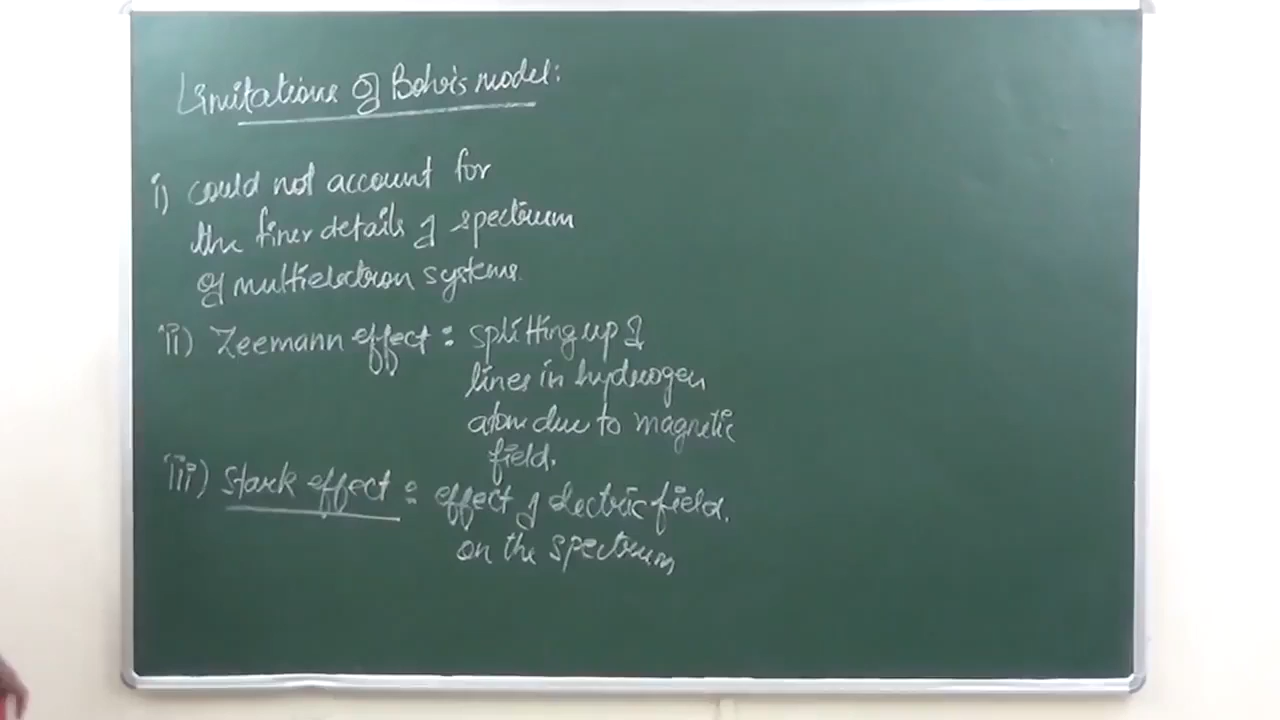 Limitations of Bohr's model:
i) could not account for
the finer details of spectrum
of multielectron systems.
ii) Zeemann effect : splitting up of
lines in hydrogen
atom due to magnetic
field.
iii) Stark effect : effect of electric field.
on the spectrum